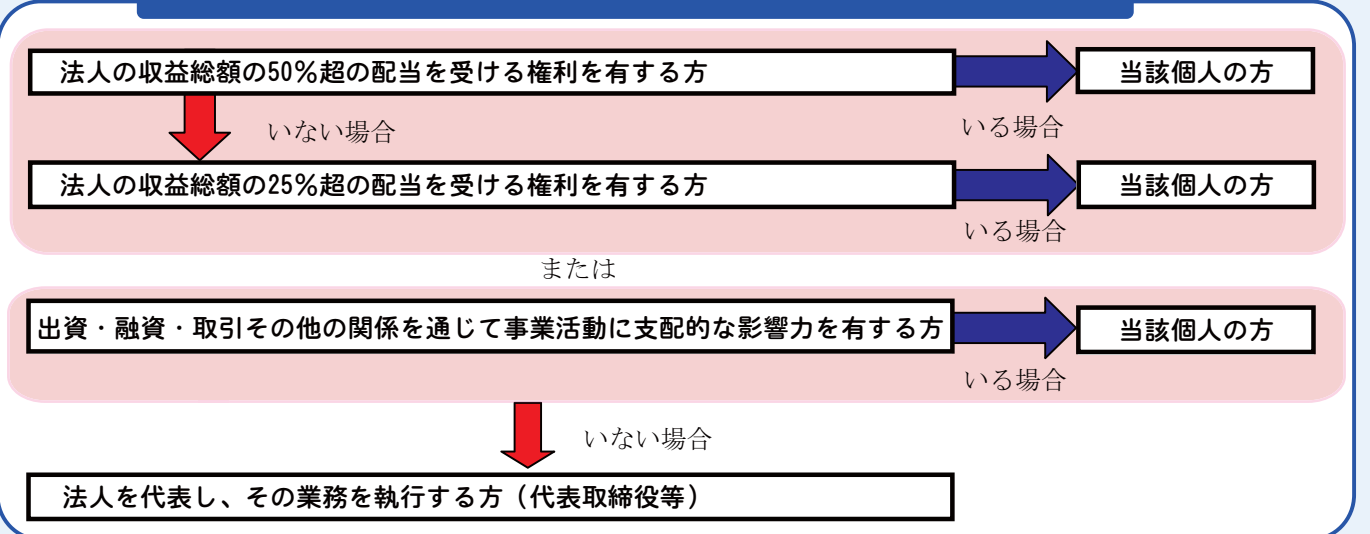 法人の収益総額の50％超の配当を受ける権利を有する方
当該個人の方
いない場合
いる場合
法人の収益総額の25％超の配当を受ける権利を有する方
当該個人の方
いる場合
または
出資・融資・取引その他の関係を通じて事業活動に支配的な影響力を有する方
当該個人の方
いる場合
いない場合
法人を代表し、その業務を執行する方（代表取締役等）